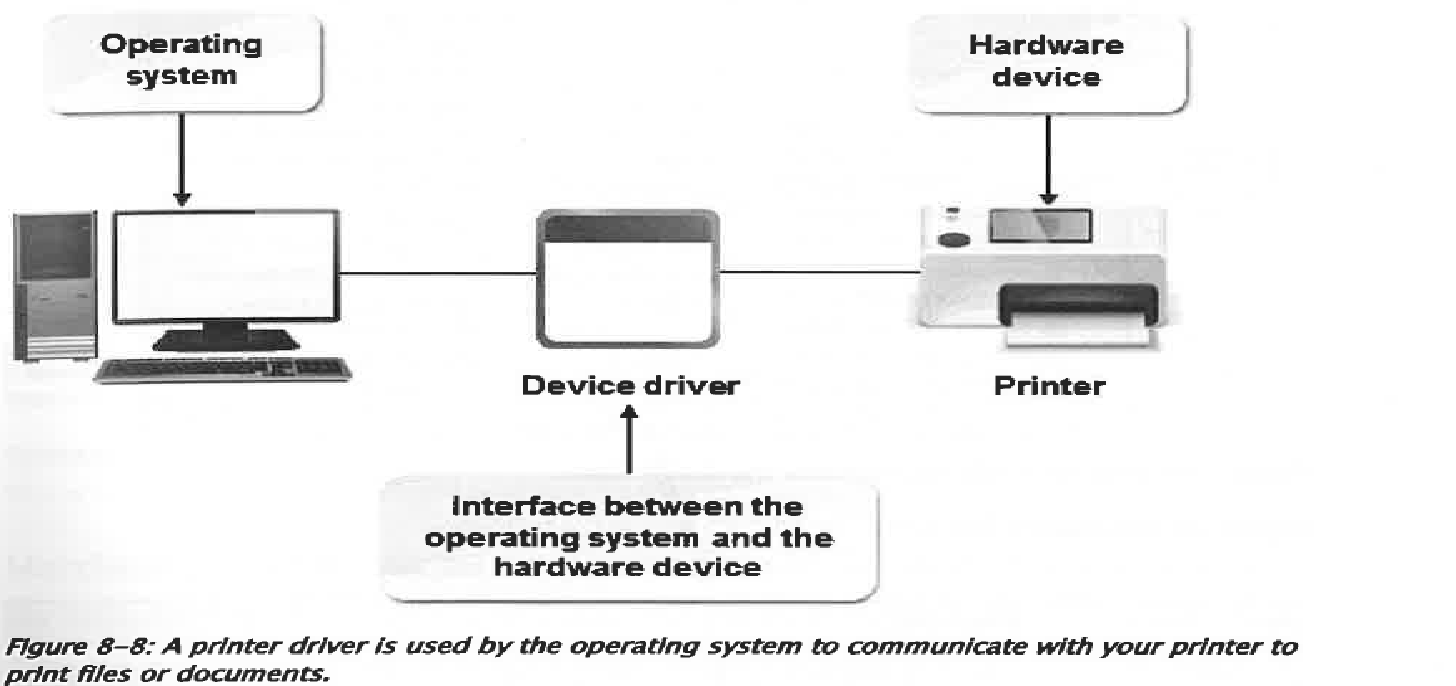 Operating
system
Hardware
device
Device driver
Printer
Interface between the
operating system and the
hardware device
Figure 8–8: A printer driver is used by the operating system to communicate with your printer to
print files or documents.